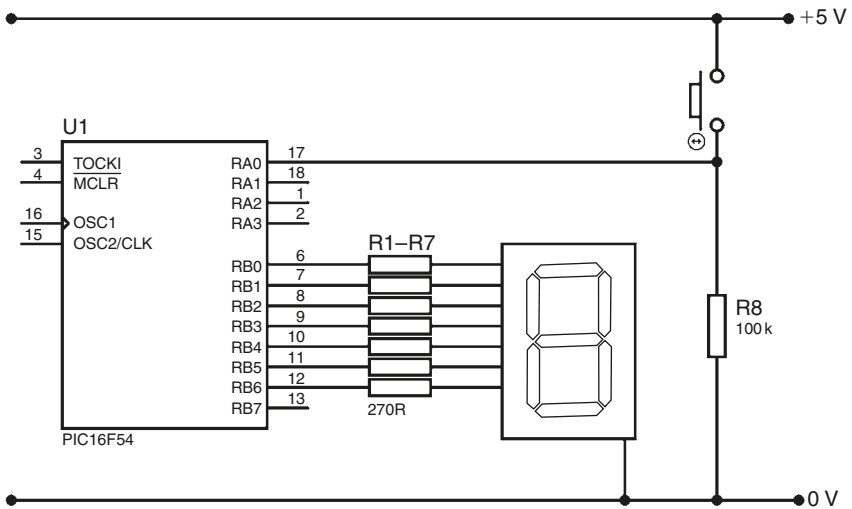 +5 V
U1
3 TOCKI RA0 17
4 MCLR RA1 18
RA2 1
16 OSC1 RA3 2
15 OSC2/CLK
R1–R7
RB0 6
RB1 7
RB2 8
RB3 9
RB4 10
RB5 11
RB6 12
RB7 13
270R
PIC16F54
R8
100 k
0 V